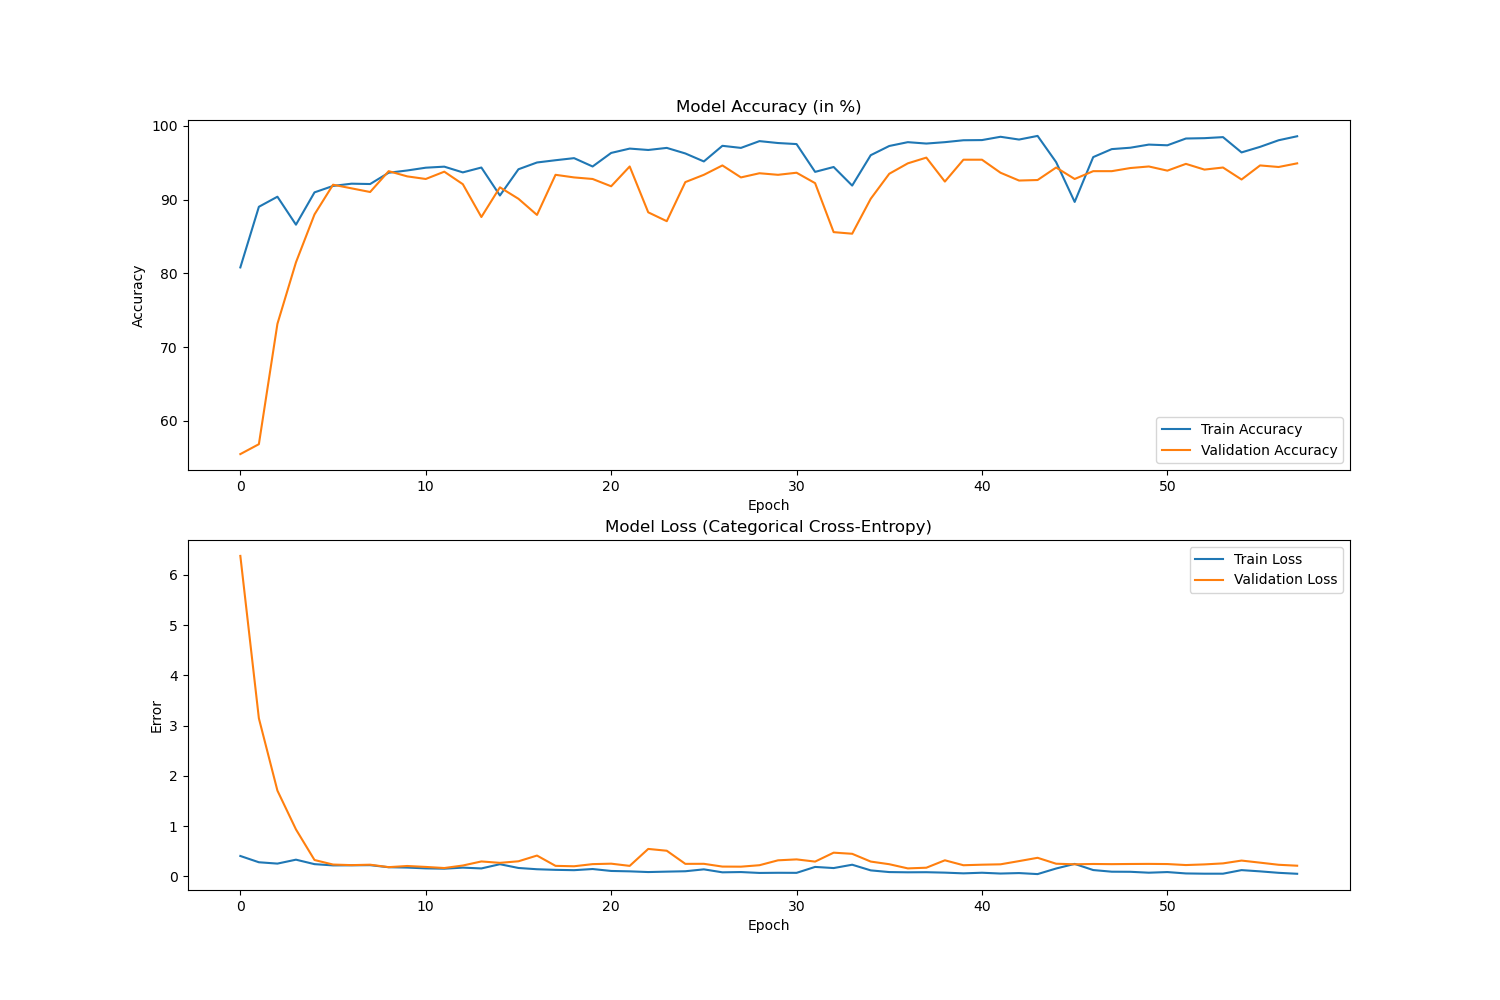 Model Accuracy (in %)
100
90
80
70
60
Accuracy
Train Accuracy
Validation Accuracy
0 10 20 30 40 50
Epoch
Model Loss (Categorical Cross-Entropy)
Train Loss
Validation Loss
6
5
4
3
2
1
0
Error
0 10 20 30 40 50
Epoch